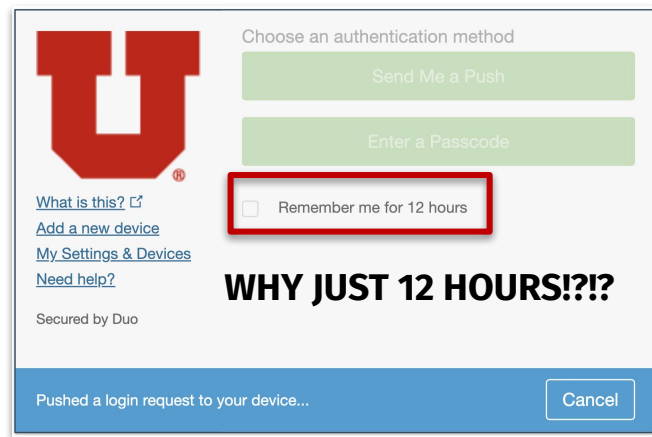 Choose an authentication method
Send Me a Push
Enter a Passcode
U
®
What is this?
Add a new device
My Settings & Devices
Need help?
Secured by Duo
Remember me for 12 hours
WHY JUST 12 HOURS!?!?
Pushed a login request to your device...
Cancel